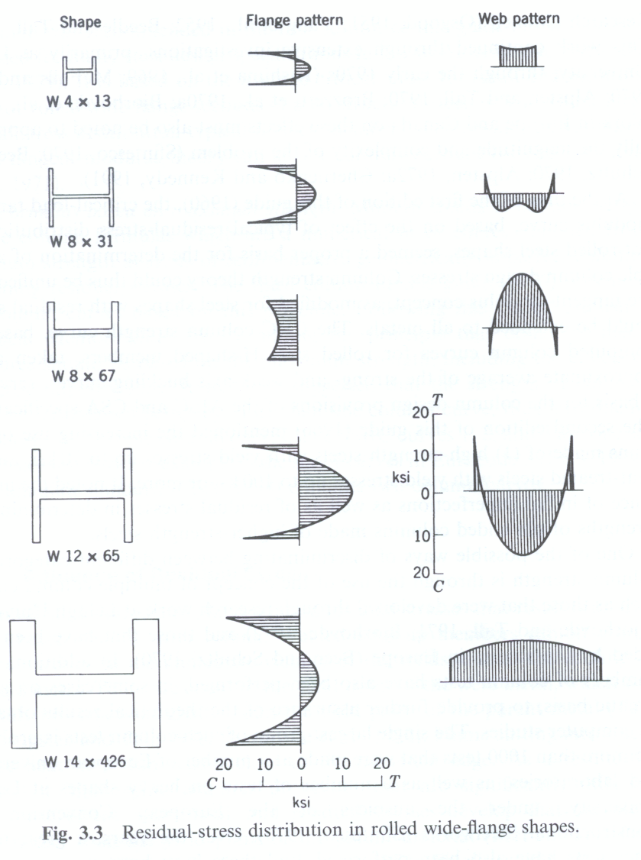 Shape Flange pattern Web pattern
W 4 × 13
W 8 × 31
W 8 × 67
T
20
10
ksi
0
10
20
C
W 12 × 65
W 14 × 426
20 10 0 10 20
C T
ksi
Fig. 3.3 Residual-stress distribution in rolled wide-flange shapes.